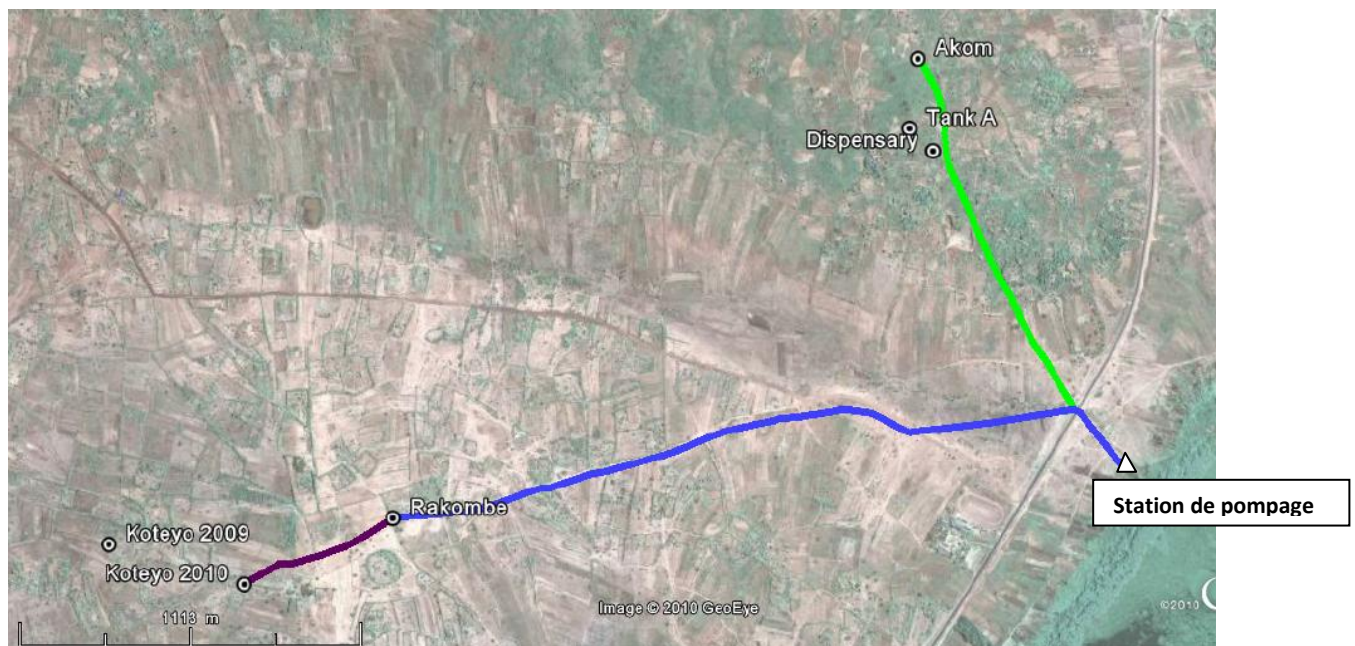 Akom
Tank A
Dispensary
Rakombe
Station de pompage
Koteyo 2009
Koteyo 2010
1113 m
Image © 2010 GeoEye
©2010